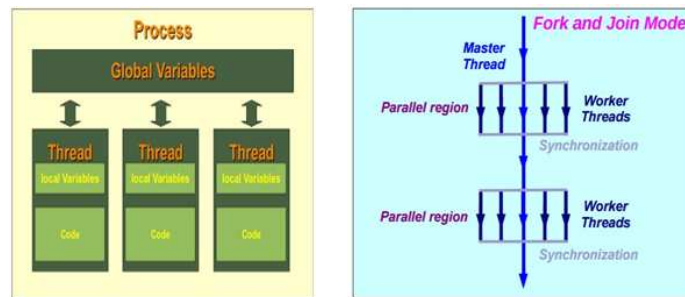 Process
Global Variables
Thread
Thread
Thread
local Variables
local Variables
local Variables
Code
Code
Code
Fork and Join Mode
Master
Thread
Parallel region
Worker
Threads
Synchronization
Parallel region
Worker
Threads
Synchronization